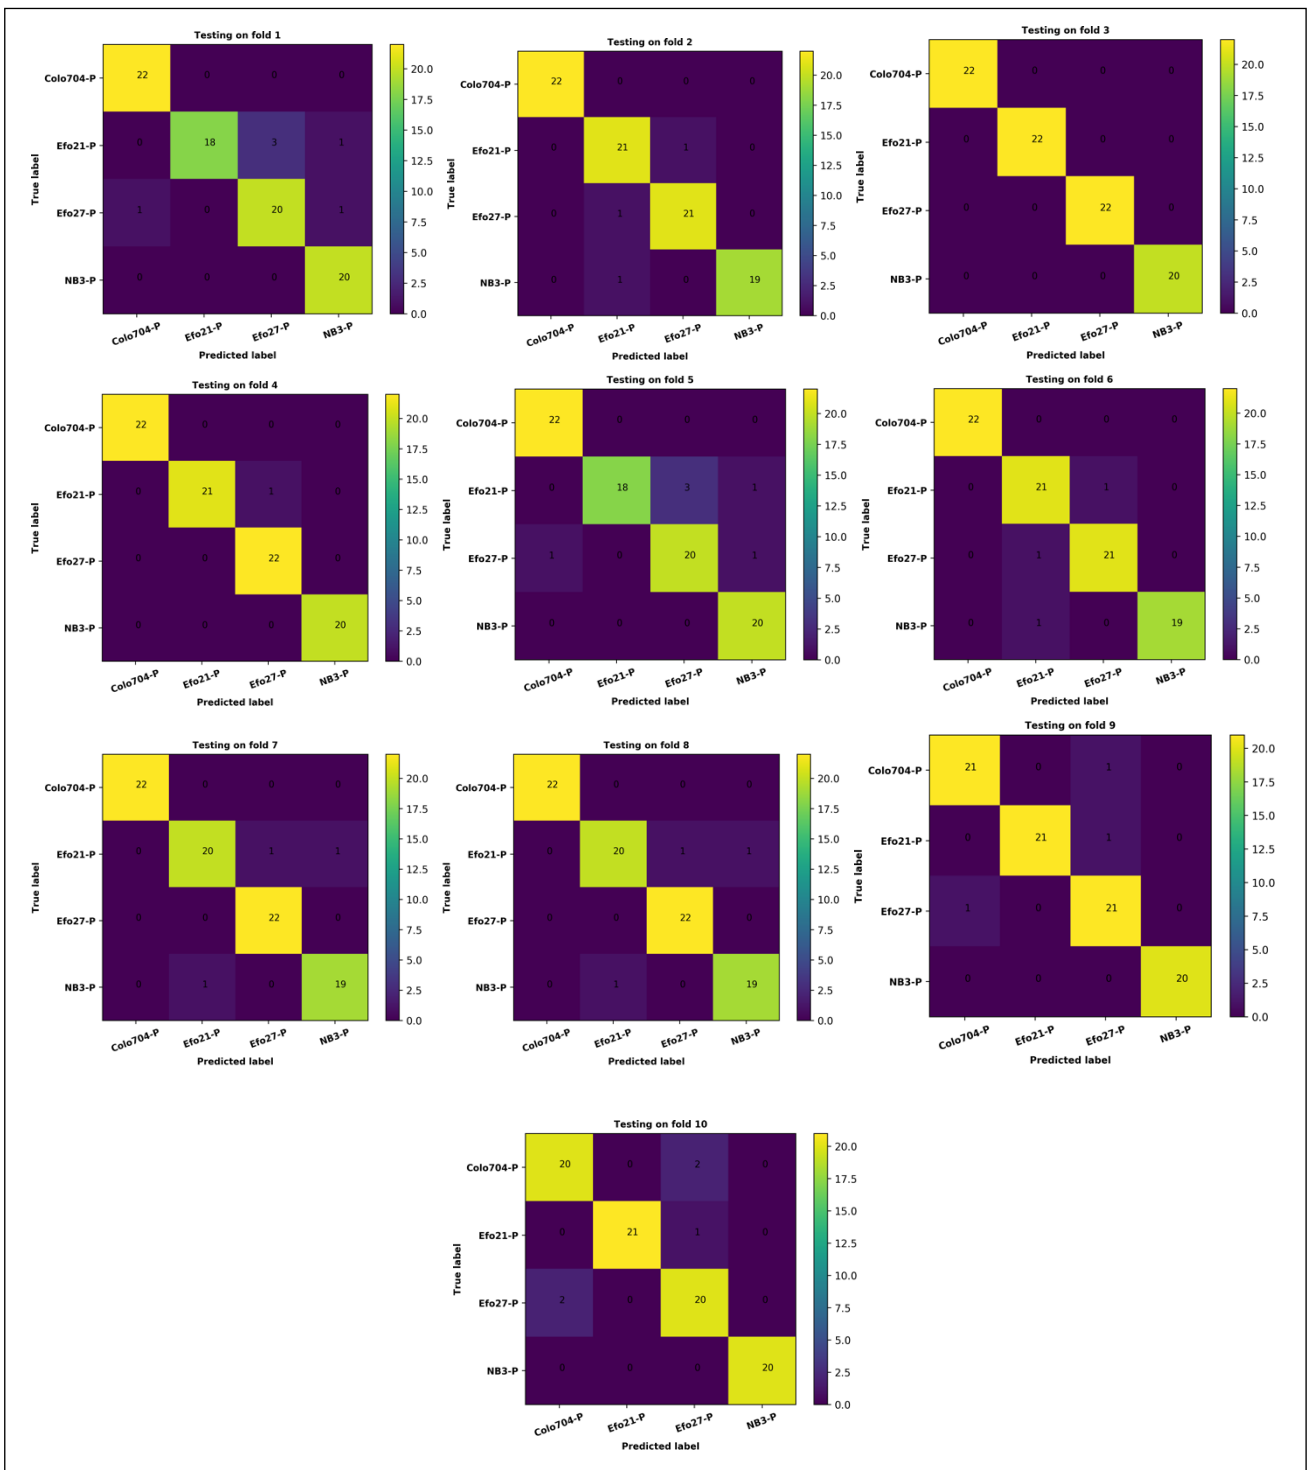 Testing on fold 1
True label
Colo704-P 22 0 0 0
Efo21-P 0 18 3 1
Efo27-P 1 0 20 1
NB3-P 0 0 0 20
Colo704-P Efo21-P Efo27-P NB3-P
Predicted label
20.0
17.5
15.0
12.5
10.0
7.5
5.0
2.5
0.0
Testing on fold 2
True label
Colo704-P 22 0 0 0
Efo21-P 0 21 1 0
Efo27-P 0 1 21 0
NB3-P 0 1 0 19
Colo704-P Efo21-P Efo27-P NB3-P
Predicted label
20.0
17.5
15.0
12.5
10.0
7.5
5.0
2.5
0.0
Testing on fold 3
True label
Colo704-P 22 0 0 0
Efo21-P 0 22 0 0
Efo27-P 0 0 22 0
NB3-P 0 0 0 20
Colo704-P Efo21-P Efo27-P NB3-P
Predicted label
20.0
17.5
15.0
12.5
10.0
7.5
5.0
2.5
0.0
Testing on fold 4
True label
Colo704-P 22 0 0 0
Efo21-P 0 21 1 0
Efo27-P 0 0 22 0
NB3-P 0 0 0 20
Colo704-P Efo21-P Efo27-P NB3-P
Predicted label
20.0
17.5
15.0
12.5
10.0
7.5
5.0
2.5
0.0
Testing on fold 5
True label
Colo704-P 22 0 0 0
Efo21-P 0 18 3 1
Efo27-P 1 0 20 1
NB3-P 0 0 0 20
Colo704-P Efo21-P Efo27-P NB3-P
Predicted label
20.0
17.5
15.0
12.5
10.0
7.5
5.0
2.5
0.0
Testing on fold 6
True label
Colo704-P 22 0 0 0
Efo21-P 0 21 1 0
Efo27-P 0 1 21 0
NB3-P 0 1 0 19
Colo704-P Efo21-P Efo27-P NB3-P
Predicted label
20.0
17.5
15.0
12.5
10.0
7.5
5.0
2.5
0.0
Testing on fold 7
True label
Colo704-P 22 0 0 0
Efo21-P 0 20 1 1
Efo27-P 0 0 22 0
NB3-P 0 1 0 19
Colo704-P Efo21-P Efo27-P NB3-P
Predicted label
20.0
17.5
15.0
12.5
10.0
7.5
5.0
2.5
0.0
Testing on fold 8
True label
Colo704-P 22 0 0 0
Efo21-P 0 20 1 1
Efo27-P 0 0 22 0
NB3-P 0 1 0 19
Colo704-P Efo21-P Efo27-P NB3-P
Predicted label
20.0
17.5
15.0
12.5
10.0
7.5
5.0
2.5
0.0
Testing on fold 9
True label
Colo704-P 21 0 1 0
Efo21-P 0 21 1 0
Efo27-P 1 0 21 0
NB3-P 0 0 0 20
Colo704-P Efo21-P Efo27-P NB3-P
Predicted label
20.0
17.5
15.0
12.5
10.0
7.5
5.0
2.5
0.0
Testing on fold 10
True label
Colo704-P 20 0 2 0
Efo21-P 0 21 1 0
Efo27-P 2 0 20 0
NB3-P 0 0 0 20
Colo704-P Efo21-P Efo27-P NB3-P
Predicted label
20.0
17.5
15.0
12.5
10.0
7.5
5.0
2.5
0.0